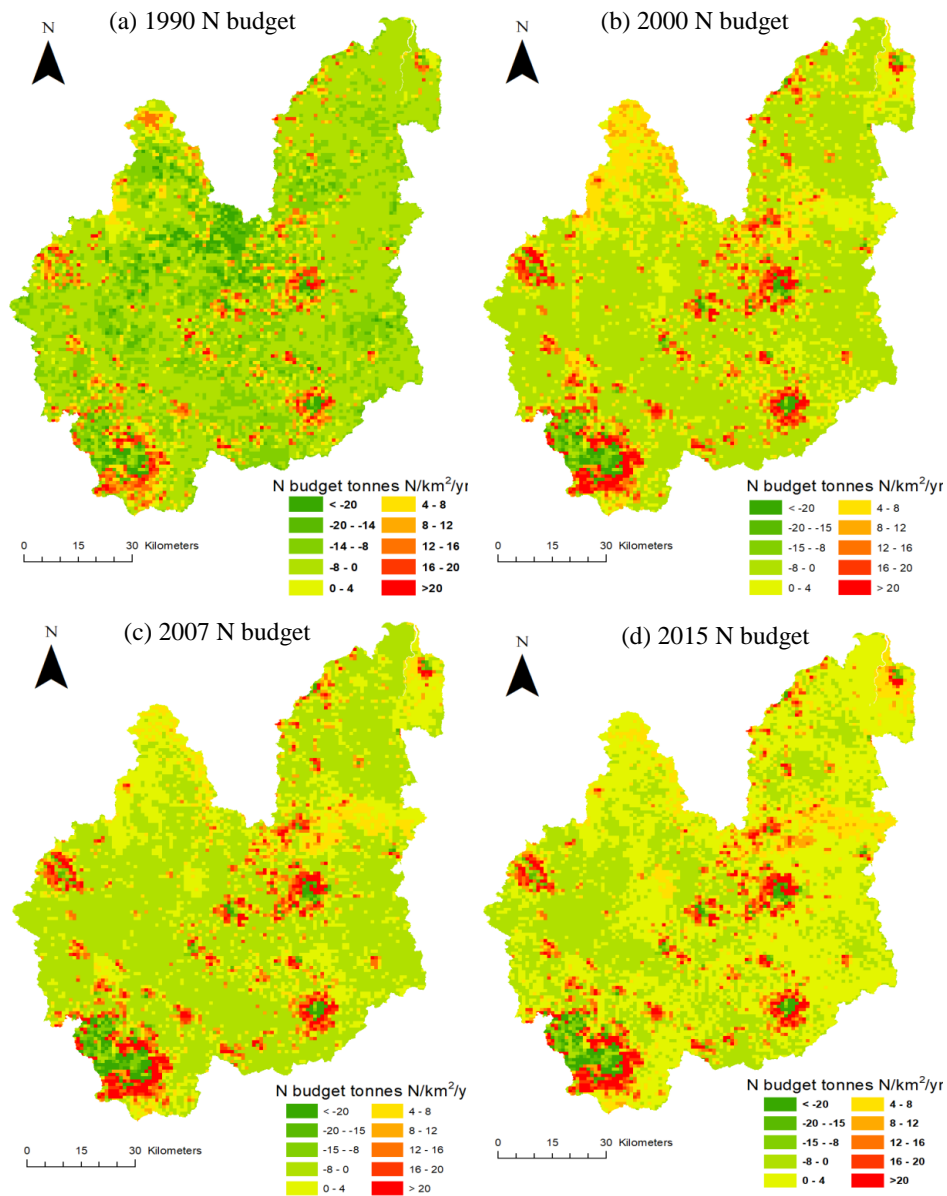 (a) 1990 N budget
N
N budget tonnes N/km²/yr
< -20
4 - 8
-20 - -14
8 - 12
-14 - -8
12 - 16
-8 - 0
16 - 20
0 - 4
>20
0 15 30 Kilometers
(b) 2000 N budget
N
N budget tonnes N/km²/yr
< -20
4 - 8
-20 - -15
8 - 12
-15 - -8
12 - 16
-8 - 0
16 - 20
0 - 4
> 20
0 15 30 Kilometers
(c) 2007 N budget
N
N budget tonnes N/km²/y
< -20
4 - 8
-20 - -15
8 - 12
-15 - -8
12 - 16
-8 - 0
16 - 20
0 - 4
> 20
0 15 30 Kilometers
(d) 2015 N budget
N
N budget tonnes N/km²/yr
< -20
4 - 8
-20 - -15
8 - 12
-15 - -8
12 - 16
-8 - 0
16 - 20
0 - 4
>20
0 15 30 Kilometers